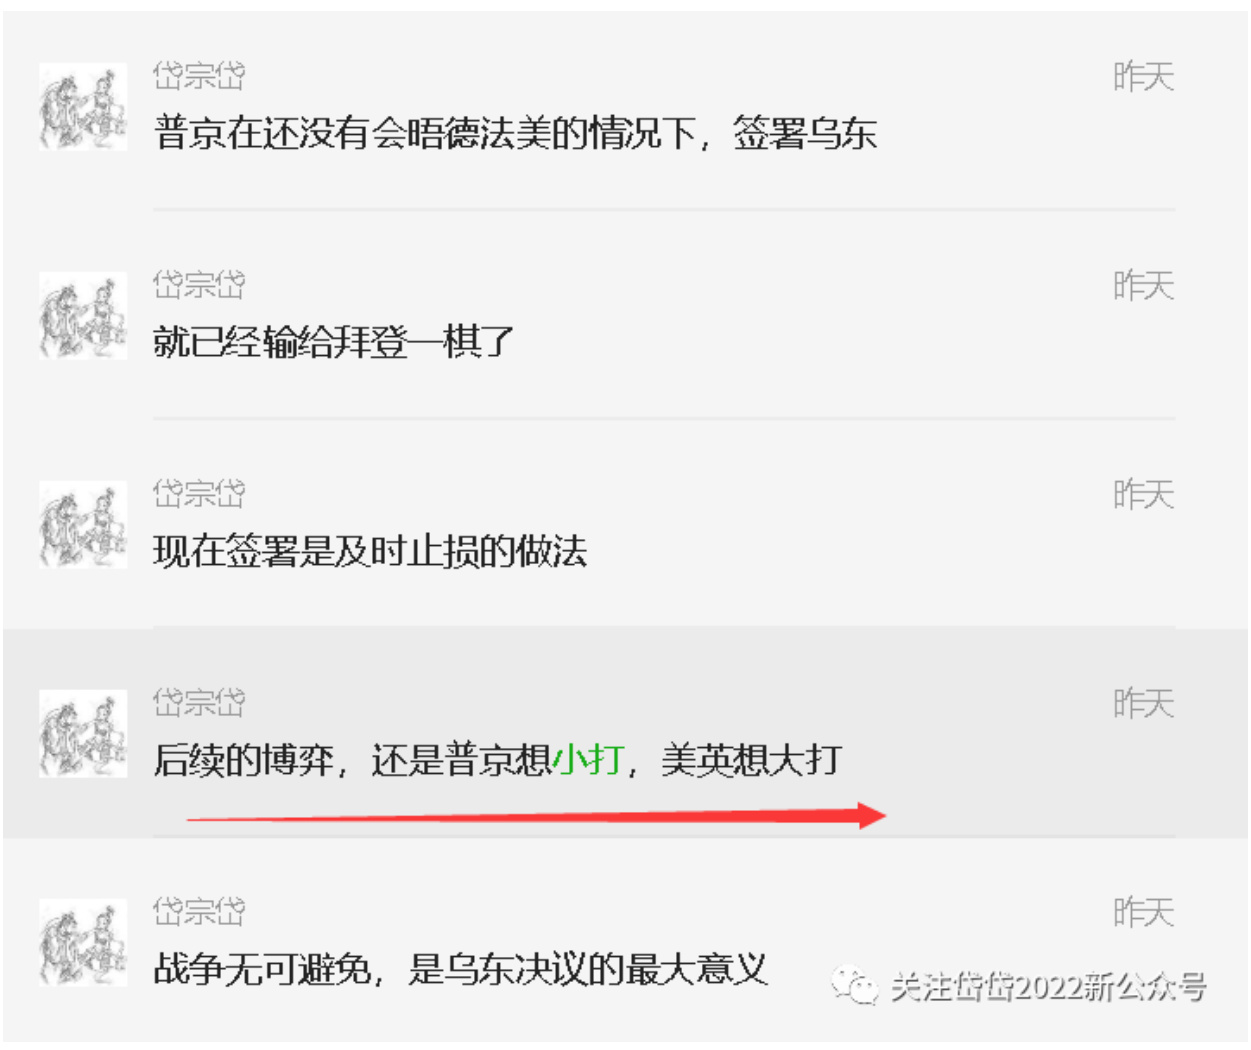 岱宗岱 昨天
普京在还没有会晤德法美的情况下，签署乌东
岱宗岱 昨天
就已经输给拜登一棋了
岱宗岱 昨天
现在签署是及时止损的做法
岱宗岱 昨天
后续的博弈，还是普京想小打，美英想大打
岱宗岱 昨天
战争无可避免，是乌东决议的最大意义
关注岱岱2022新公众号